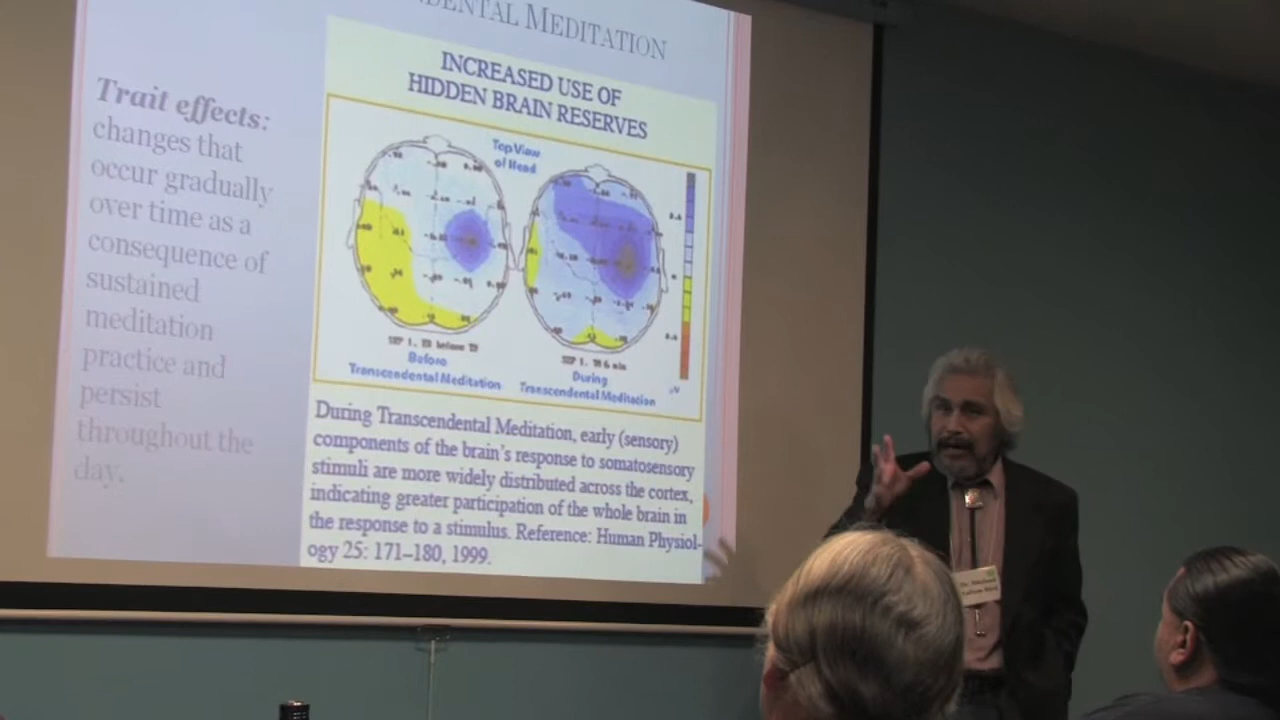 MEDITATION
Trait effects:
changes that
occur gradually
over time as a
consequence of
sustained
meditation
practice and
persist
throughout the
day.
INCREASED USE OF
HIDDEN BRAIN RESERVES
Top View
of Head
Before
Transcendental Meditation
During
Transcendental Meditation
During Transcendental Meditation, early (sensory)
components of the brain's response to somatosensory
stimuli are more widely distributed across the cortex,
indicating greater participation of the whole brain in
the response to a stimulus. Reference: Human Physiol-
ogy 25: 171–180, 1999.